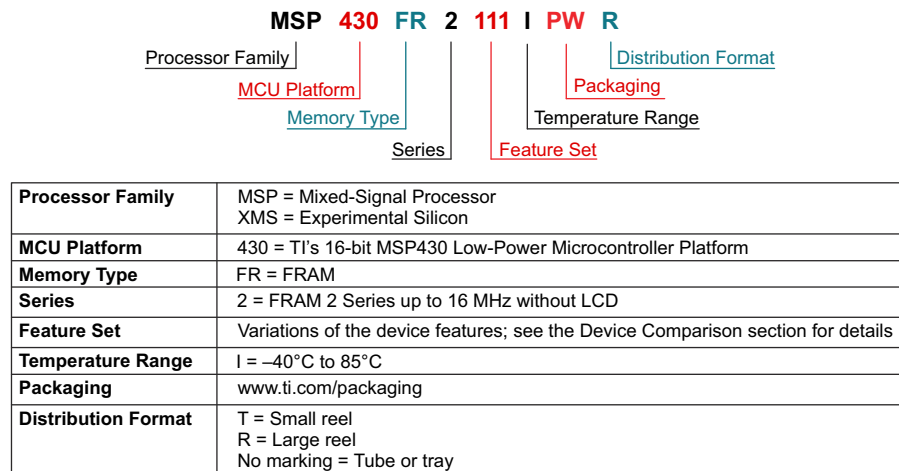 MSP 430 FR 2 111 I PW R
Processor Family
Distribution Format
MCU Platform
Packaging
Memory Type
Temperature Range
Series
Feature Set
Processor Family MSP = Mixed-Signal Processor
XMS = Experimental Silicon
MCU Platform 430 = TI's 16-bit MSP430 Low-Power Microcontroller Platform
Memory Type FR = FRAM
Series 2 = FRAM 2 Series up to 16 MHz without LCD
Feature Set Variations of the device features; see the Device Comparison section for details
Temperature Range I = –40°C to 85°C
Packaging www.ti.com/packaging
Distribution Format T = Small reel
R = Large reel
No marking = Tube or tray